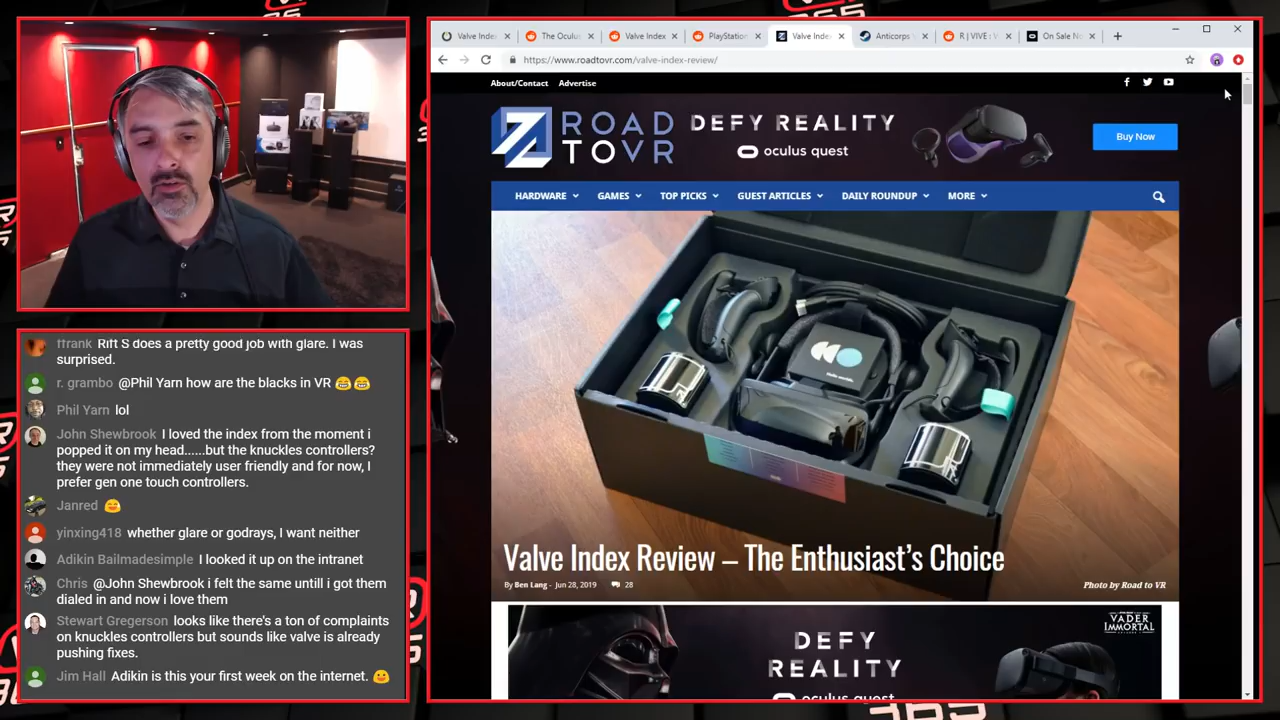 Valve Index
The Oculus
Valve Index
PlayStation
Valve Index
Anticorps
R | VIVE : V
On Sale No
https://www.roadtovr.com/valve-index-review/
About/Contact Advertise
ROAD
TOVR
DEFY REALITY
oculus quest
Buy Now
HARDWARE GAMES TOP PICKS GUEST ARTICLES DAILY ROUNDUP MORE
Valve Index Review – The Enthusiast's Choice
By Ben Lang - Jun 28, 2019 28
Photo by Road to VR
DEFY
REALITY
oculus quest
VADER
IMMORTAL
ffrank Rift S does a pretty good job with glare. I was
surprised.
r. grambo @Phil Yarn how are the blacks in VR 😂 😂
Phil Yarn lol
John Shewbrook I loved the index from the moment i
popped it on my head......but the knuckles controllers?
they were not immediately user friendly and for now, I
prefer gen one touch controllers.
Janred 😊
yinxing418 whether glare or godrays, I want neither
Adikin Bailmadesimple I looked it up on the intranet
Chris @John Shewbrook i felt the same untill i got them
dialed in and now i love them
Stewart Gregerson looks like there's a ton of complaints
on knuckles controllers but sounds like valve is already
pushing fixes.
Jim Hall Adikin is this your first week on the internet. 😃
365